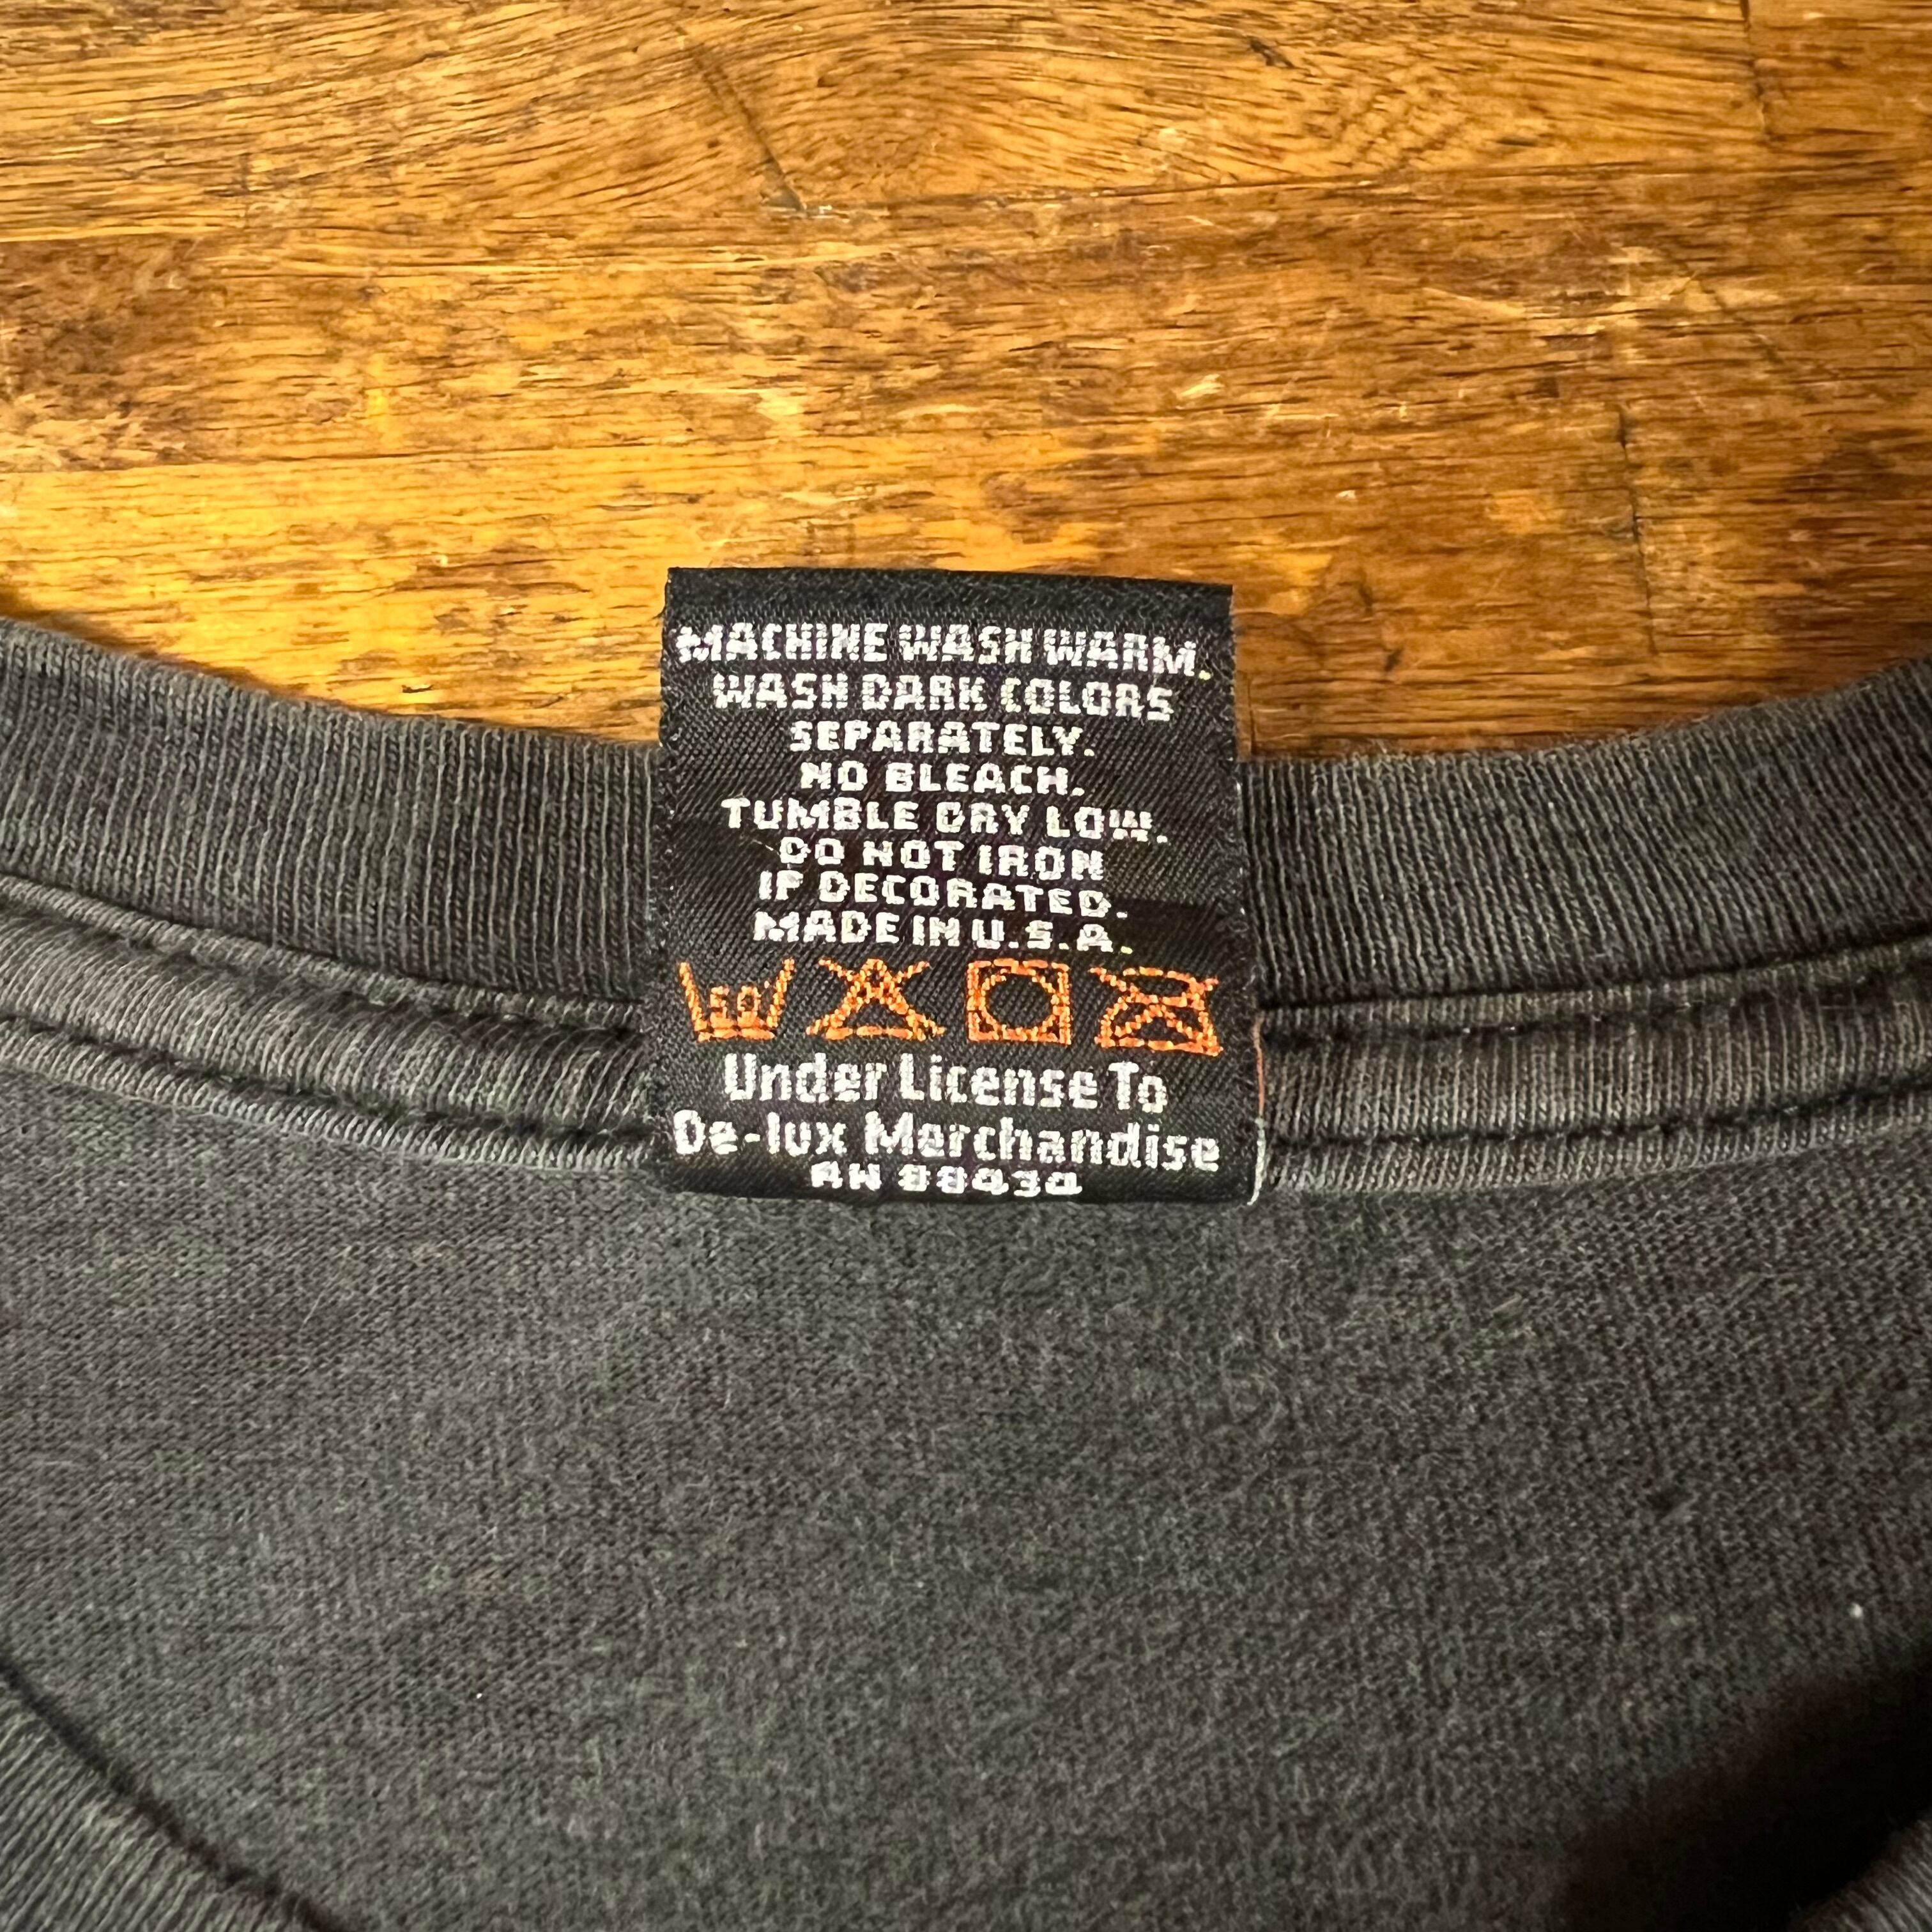 MACHINE WASH WARM.
WASH DARK COLORS
SEPARATELY.
NO BLEACH.
TUMBLE DRY LOW.
DO NOT IRON
IF DECORATED.
MADE IN U.S.A.
50°
Under License To
De-lux Merchandise
RN 88434